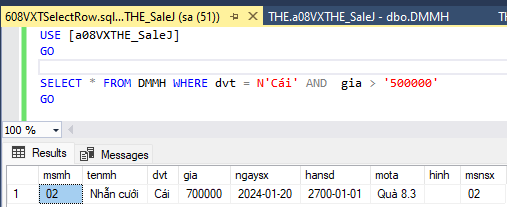 608VXTSelectRow.sql...THE_SaleJ (sa (51)) THE.a08VXTHE_SaleJ - dbo.DMMH TH
USE [a08VXTHE_SaleJ]
GO
SELECT * FROM DMMH WHERE dvt = N'Cái' AND gia > '500000'
GO
100 %
Results Messages
msmh tenmh dvt gia ngaysx hansd mota hinh msnsx
1 02 Nhẫn cưới Cái 700000 2024-01-20 2700-01-01 Quà 8.3 02